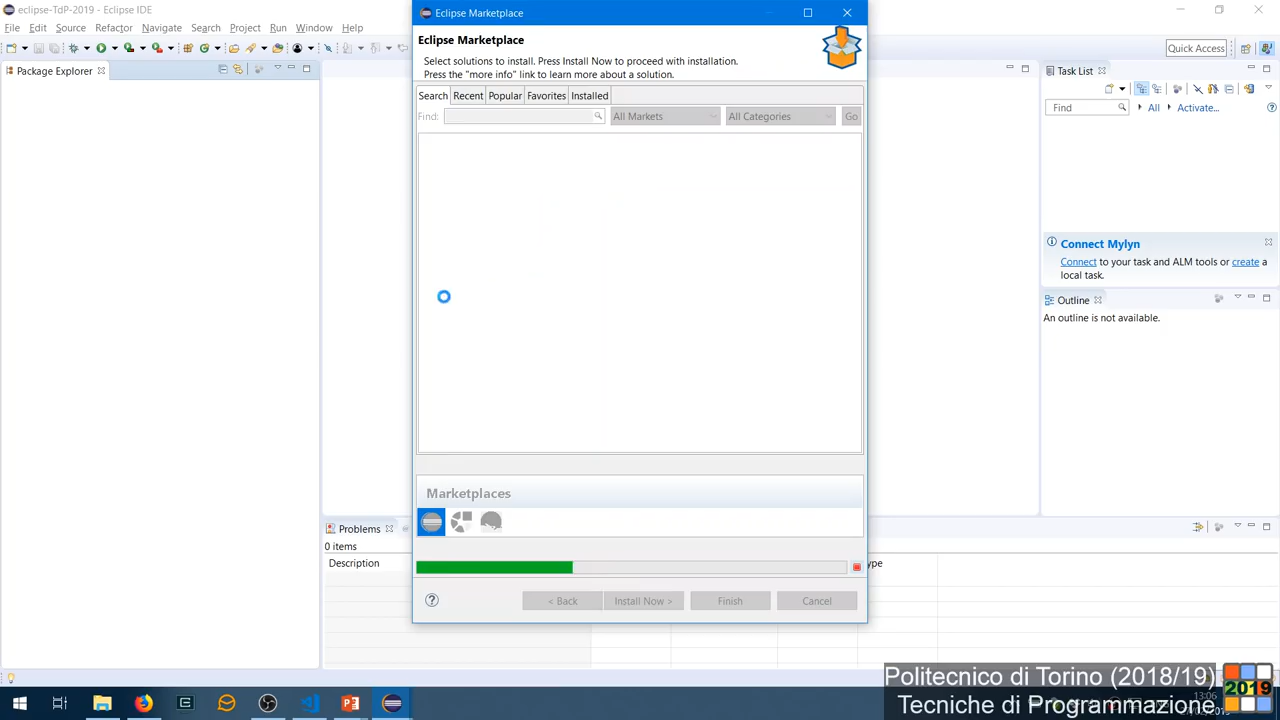 eclipse-TdP-2019 - Eclipse IDE
File Edit Source Refactor Navigate Search Project Run Window Help
Quick Access
Package Explorer
Eclipse Marketplace
Eclipse Marketplace
Select solutions to install. Press Install Now to proceed with installation.
Press the "more info" link to learn more about a solution.
Search Recent Popular Favorites Installed
Find: All Markets All Categories Go
Marketplaces
< Back Install Now > Finish Cancel
Task List
Find All Activate...
Connect Mylyn
Connect to your task and ALM tools or create a
local task.
Outline
An outline is not available.
Problems
0 items
Description
Politecnico di Torino (2018/19)
Tecniche di Programmazione
2019
13:06